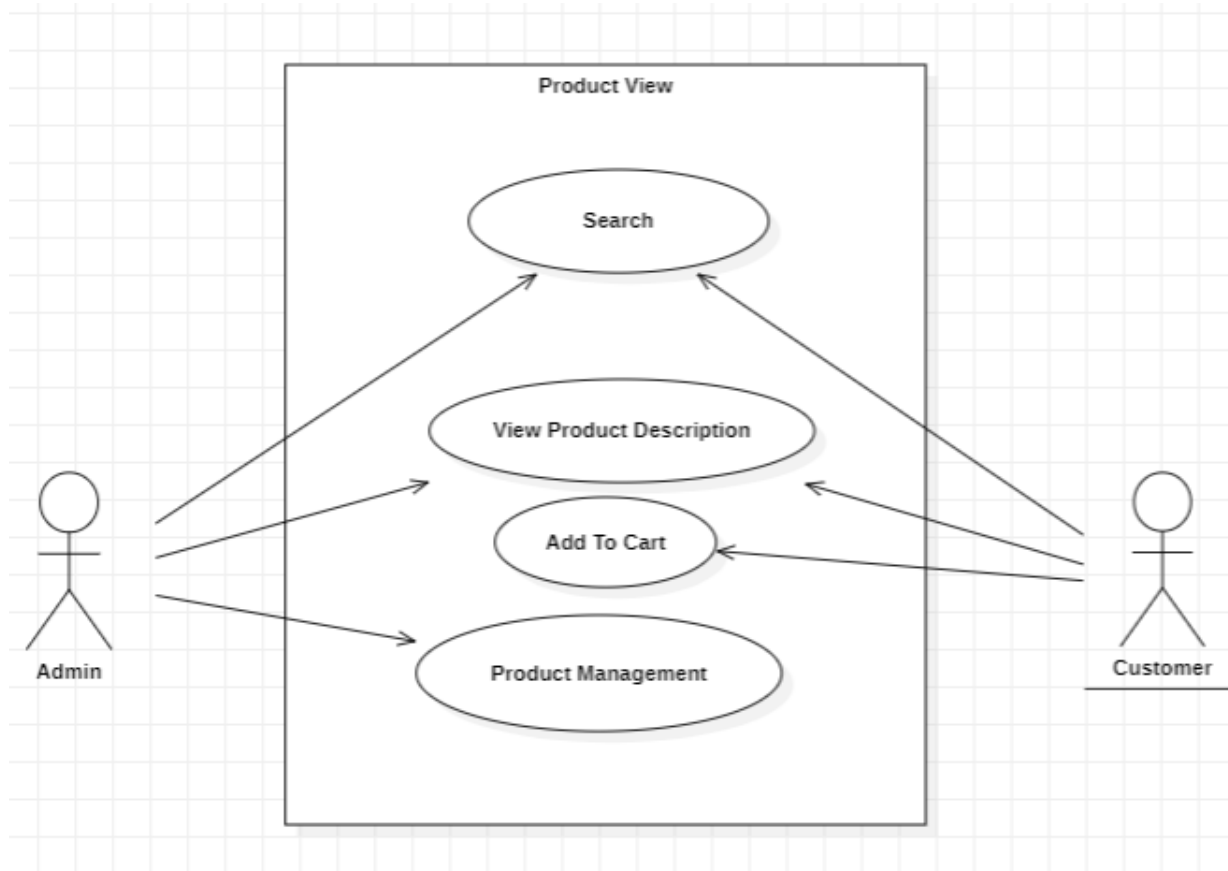 Product View
Search
View Product Description
Add To Cart
Product Management
Admin
Customer